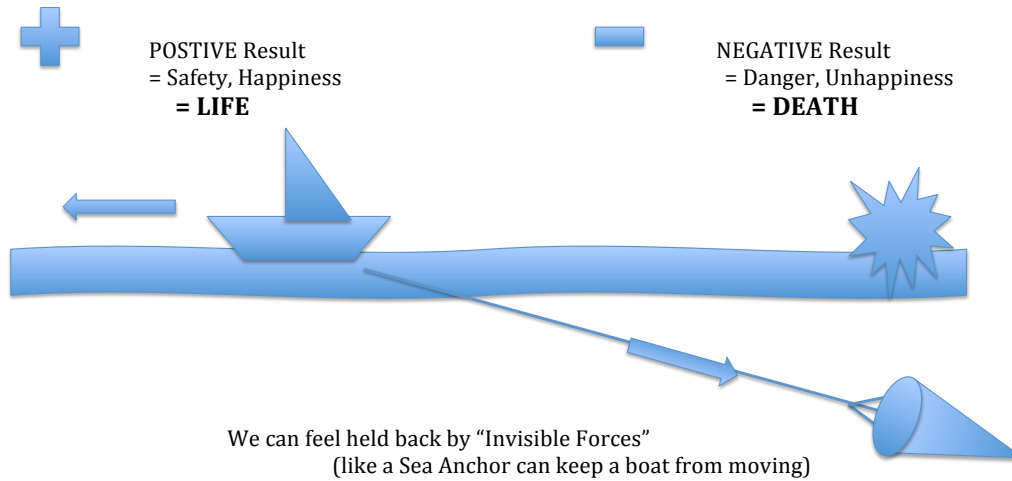 POSTIVE Result
= Safety, Happiness
= LIFE
NEGATIVE Result
= Danger, Unhappiness
= DEATH
We can feel held back by “Invisible Forces”
(like a Sea Anchor can keep a boat from moving)